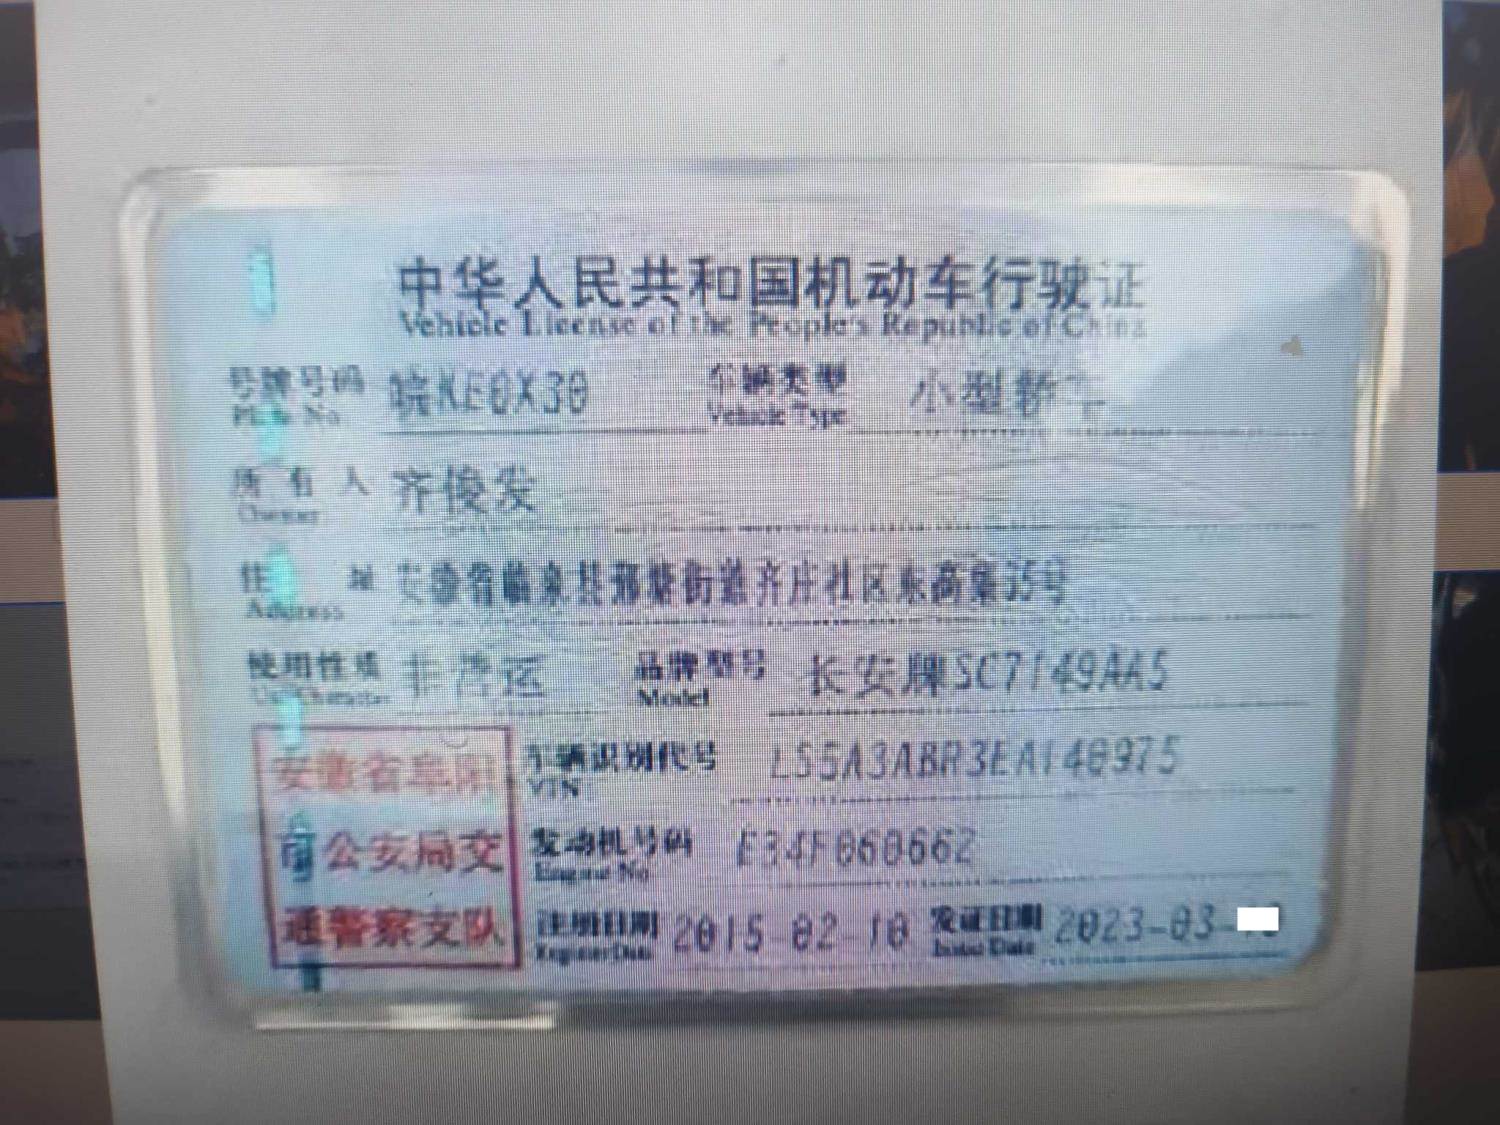 中华人民共和国机动车行驶证
Vehicle License of the People's Republic of China
号牌号码 皖KE0X30 车辆类型 小型轿车
Plate No. Vehicle Type
所有人 齐俊发
Owner
住址 安徽省临泉县邢塘街道齐庄社区东高集35号
Address
使用性质 非营运 品牌型号 长安牌SC7149AA5
Use Character Model
安徽省阜阳 车辆识别代号 LS5A3ABR3EA140975
VIN
市公安局交 发动机号码 E34F060662
Engine No.
通警察支队 注册日期 2015-02-10 发证日期 2023-03-
Register Date Issue Date